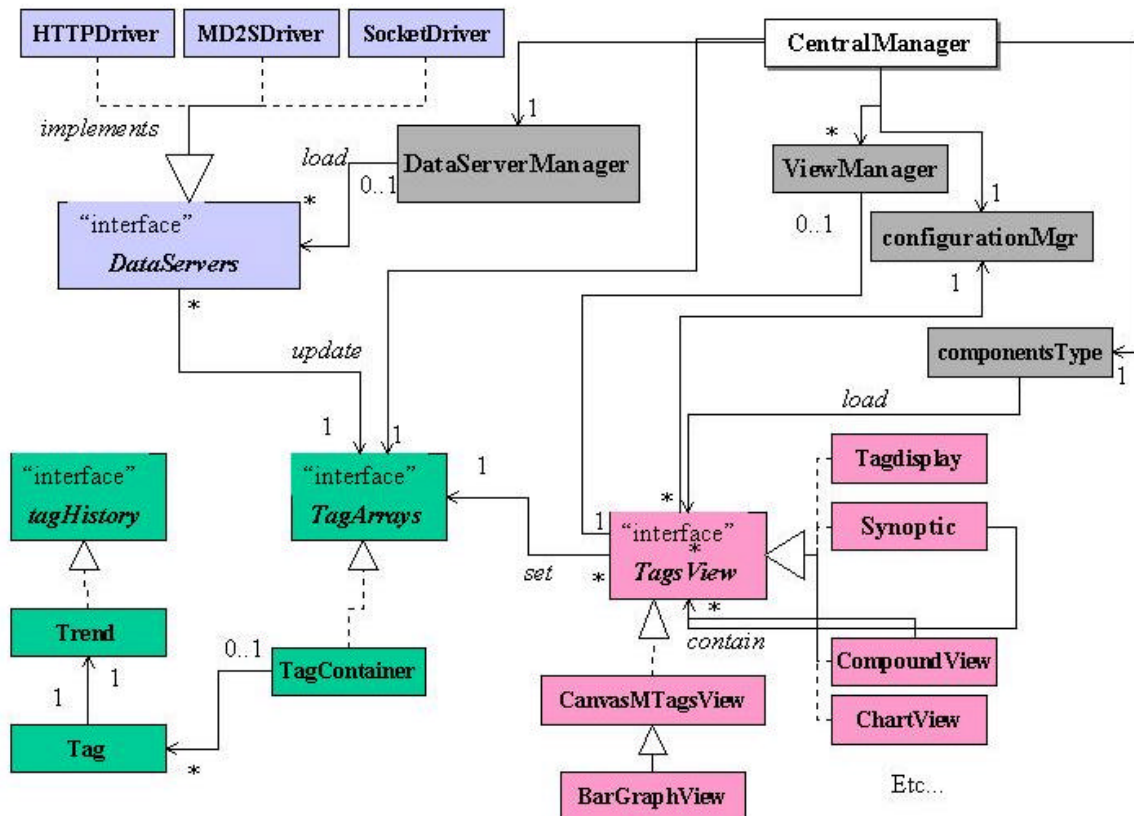 HTTPDriver
MD2SDriver
SocketDriver
CentralManager
implements
1
DataServerManager
load
0..1
*
*
ViewManager
0..1
1
configurationMgr
1
“interface”
DataServers
*
update
componentsType
1
load
1
1
“interface”
tagHistory
“interface”
TagArrays
1
set
*
*
1
“interface”
*
TagsView
Tagdisplay
Synoptic
*
contain
CompoundView
ChartView
Etc...
Trend
1
1
Tag
0..1
TagContainer
*
CanvasMTagsView
BarGraphView